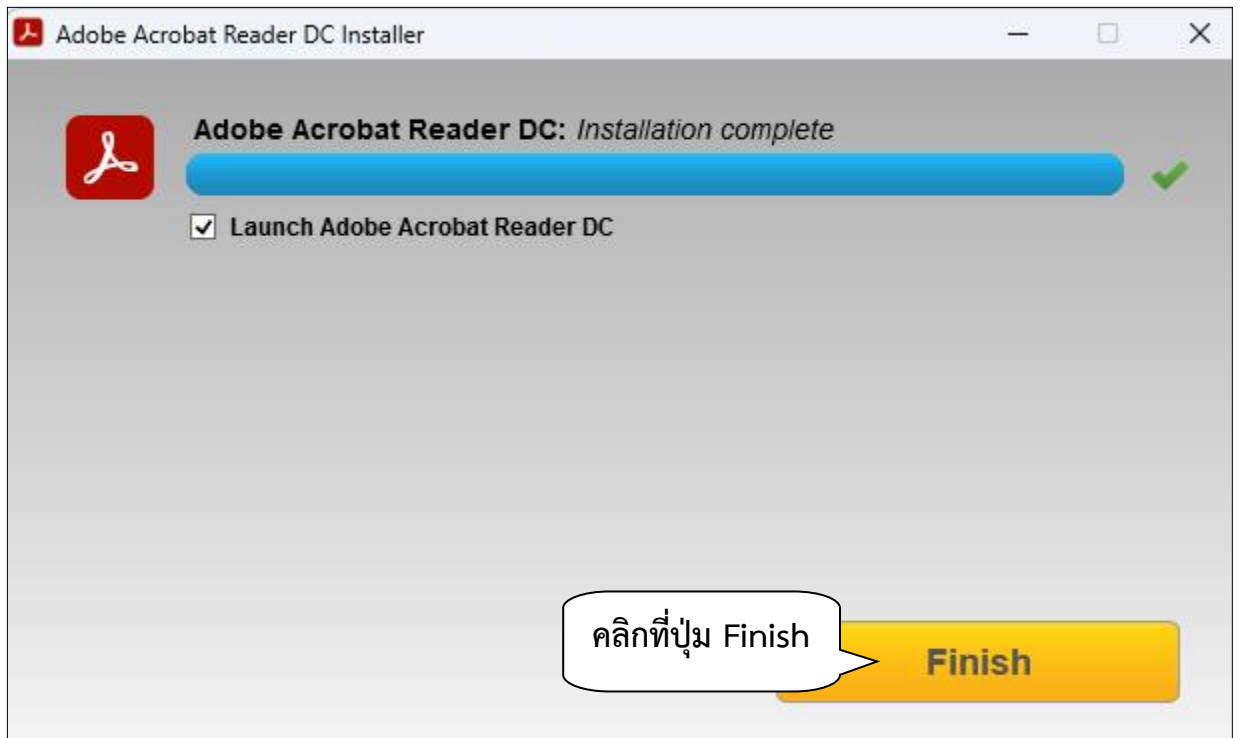 Adobe Acrobat Reader DC Installer
Adobe Acrobat Reader DC: Installation complete
Launch Adobe Acrobat Reader DC
คลิกที่ปุ่ม Finish
Finish